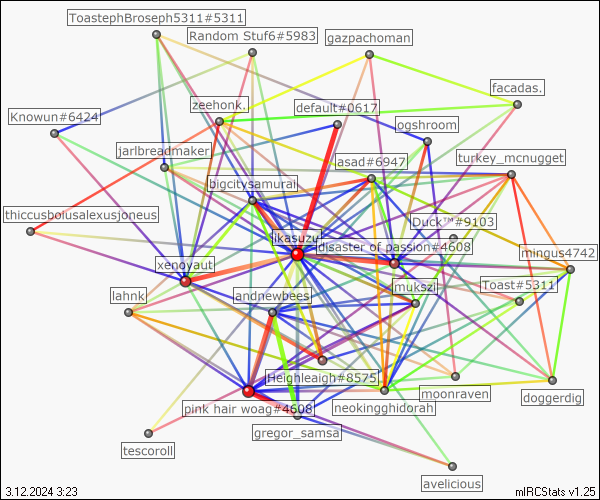 ToastephBroseph5311#5311
Random Stuf6#5983
gazpachoman
facadas.
zeehonk.
default#0617
Knowun#6424
ogshroom
jarlbreadmaker
asad#6947
turkey_mcnugget
bigcitysamurai
thiccusboiusalexusjoneus
Duck™#9103
jikasuzu
disaster of passion#4608
mingus4742
xenoyaut
mukszi
Toast#5311
lahnk
andnewbees
Heighleaigh#8575
moonraven
doggerdig
pink hair woag#4608
neokingghidorah
gregor_samsa
tescoroll
avelicious
3.12.2024 3:23
mIRCStats v1.25